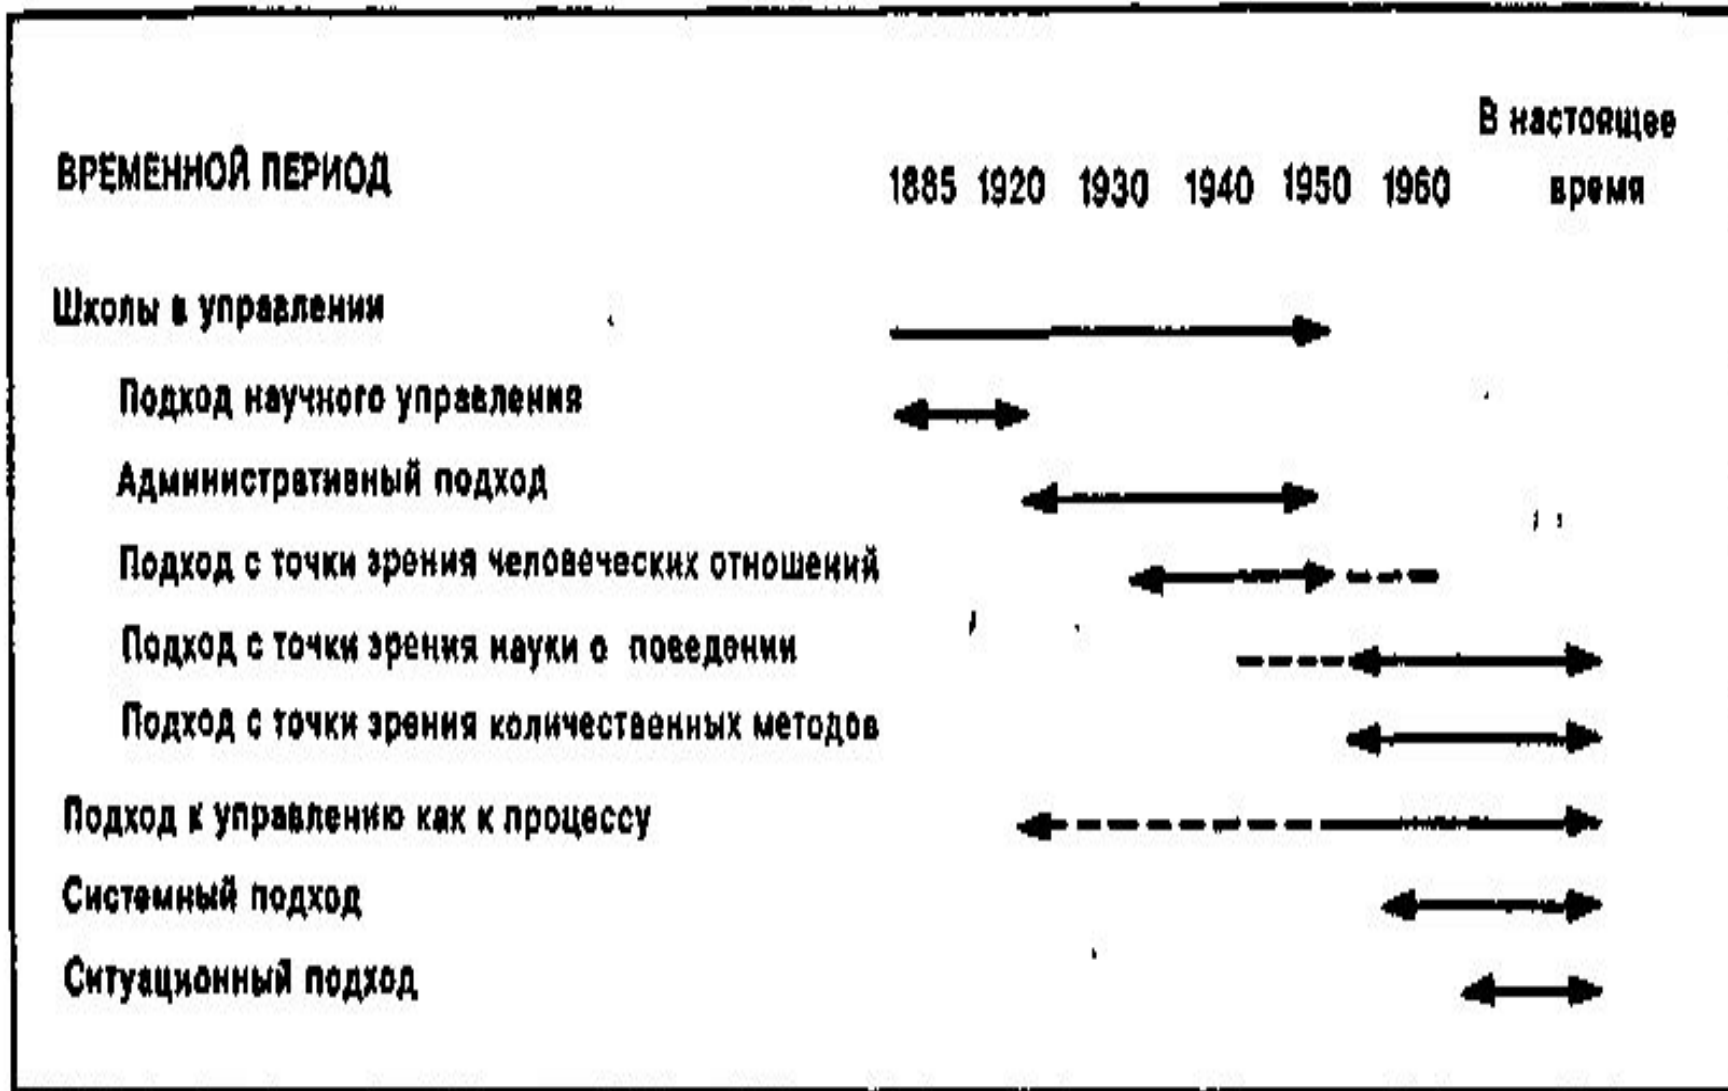 В настоящее
ВРЕМЕННОЙ ПЕРИОД 1885 1920 1930 1940 1950 1960 время
Школы в управлении
Подход научного управления
Административный подход
Подход с точки зрения человеческих отношений
Подход с точки зрения науки о поведении
Подход с точки зрения количественных методов
Подход к управлению как к процессу
Системный подход
Ситуационный подход